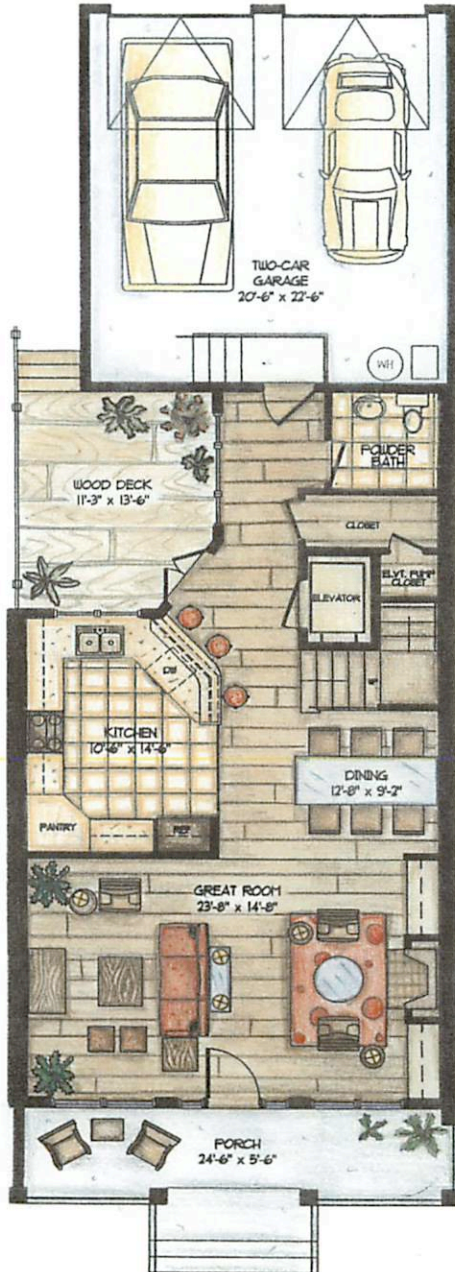 TWO-CAR
GARAGE
20'-6" x 22'-6"
WH
POWDER
BATH
WOOD DECK
11'-3" x 13'-6"
CLOSET
ELVT. PUMP
CLOSET
ELEVATOR
DW
UP
KITCHEN
10'-6" x 14'-6"
DINING
12'-8" x 9'-2"
PANTRY
REF
GREAT ROOM
23'-8" x 14'-8"
PORCH
24'-6" x 5'-6"